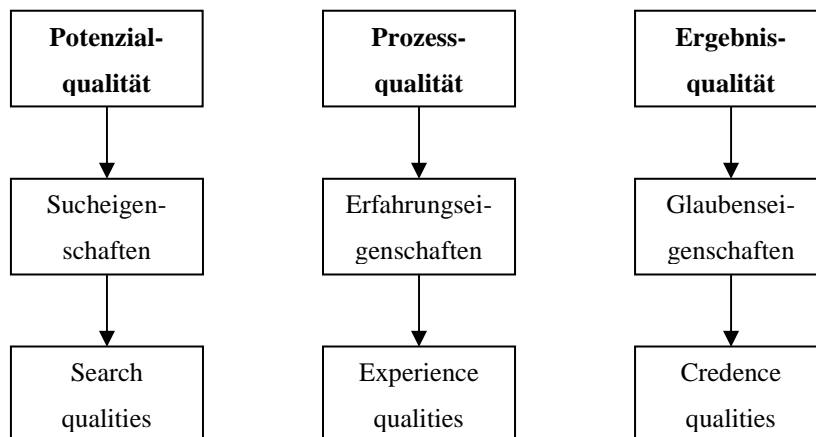 Potenzial-
qualität
Prozess-
qualität
Ergebnis-
qualität
Sucheigen-
schaften
Erfahrungsei-
genschaften
Glaubensei-
genschaften
Search
qualities
Experience
qualities
Credence
qualities